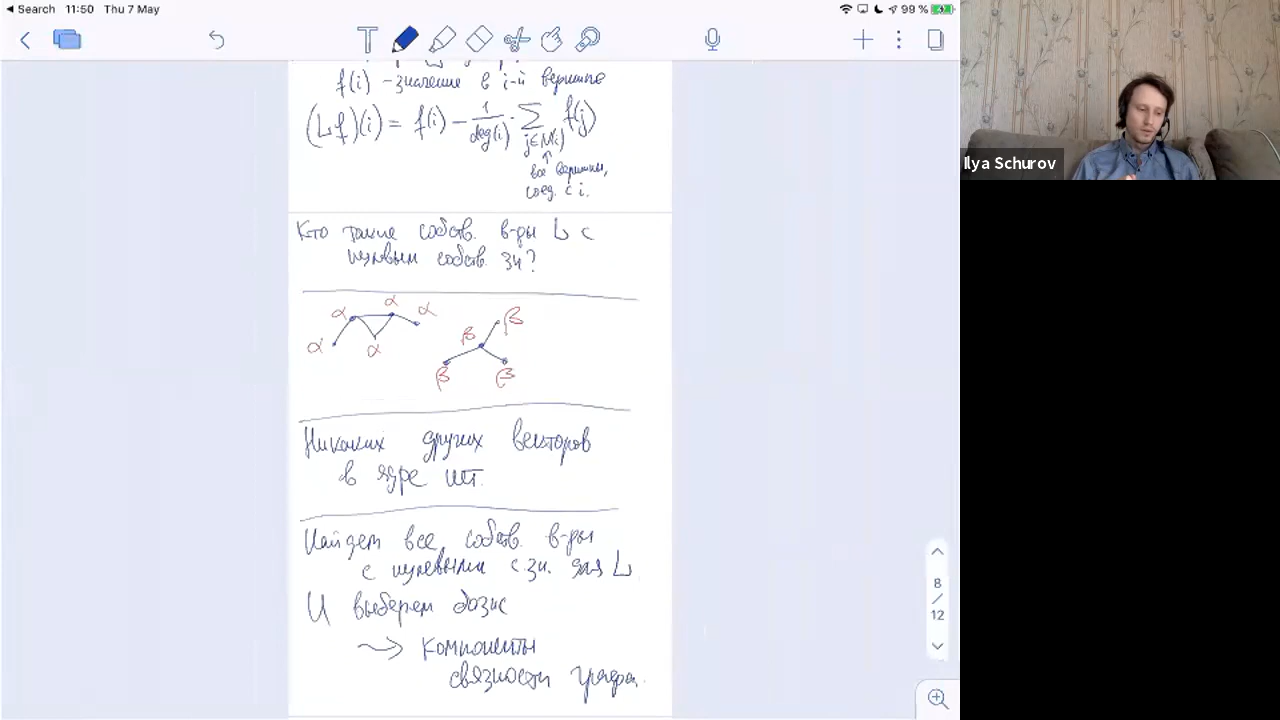 Search 11:50 Thu 7 May
99 %
f(i) – значение в i-й вершине
(Lf)(i) = f(i) – 1/deg(i) · ∑ f(j)
j∈N(i)
↑
все вершины,
соед. с i.
Кто такие собств. в-ры L с
нулевым собств. зн?
α α α
α α
β β
β β
Никаких других векторов
в ядре нет.
Найдем все собств. в-ры
с нулевыми с.зн. для L
И выберем базис
⇝ компоненты
связности графа.
8
/
12
Ilya Schurov